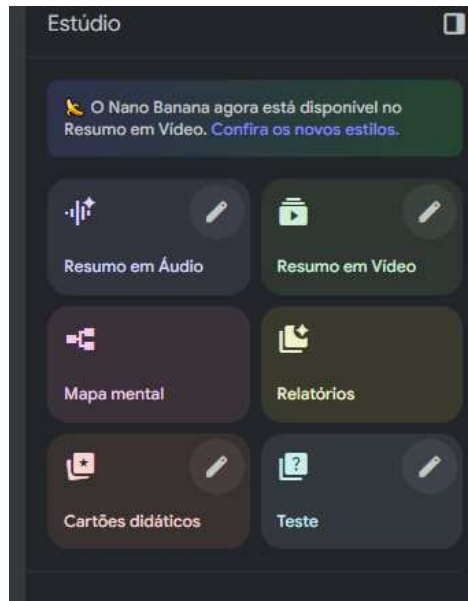 Estúdio
O Nano Banana agora está disponível no
Resumo em Vídeo. Confira os novos estilos.
Resumo em Áudio
Resumo em Vídeo
Mapa mental
Relatórios
Cartões didáticos
Teste